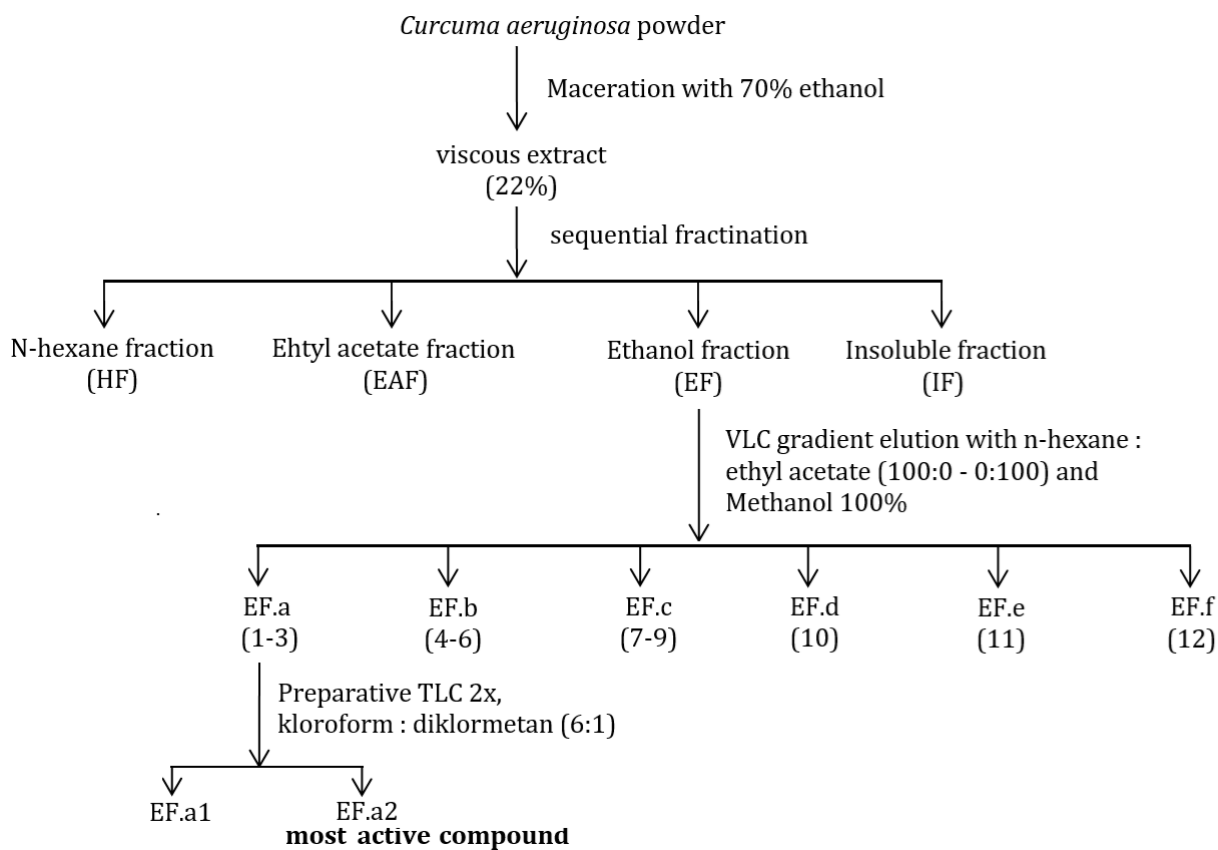 Curcuma aeruginosa powder
Maceration with 70% ethanol
viscous extract
(22%)
sequential fractination
N-hexane fraction
(HF)
Ehtyl acetate fraction
(EAF)
Ethanol fraction
(EF)
Insoluble fraction
(IF)
VLC gradient elution with n-hexane :
ethyl acetate (100:0 - 0:100) and
Methanol 100%
EF.a
(1-3)
EF.b
(4-6)
EF.c
(7-9)
EF.d
(10)
EF.e
(11)
EF.f
(12)
Preparative TLC 2x,
kloroform : diklormetan (6:1)
EF.a1
EF.a2
most active compound